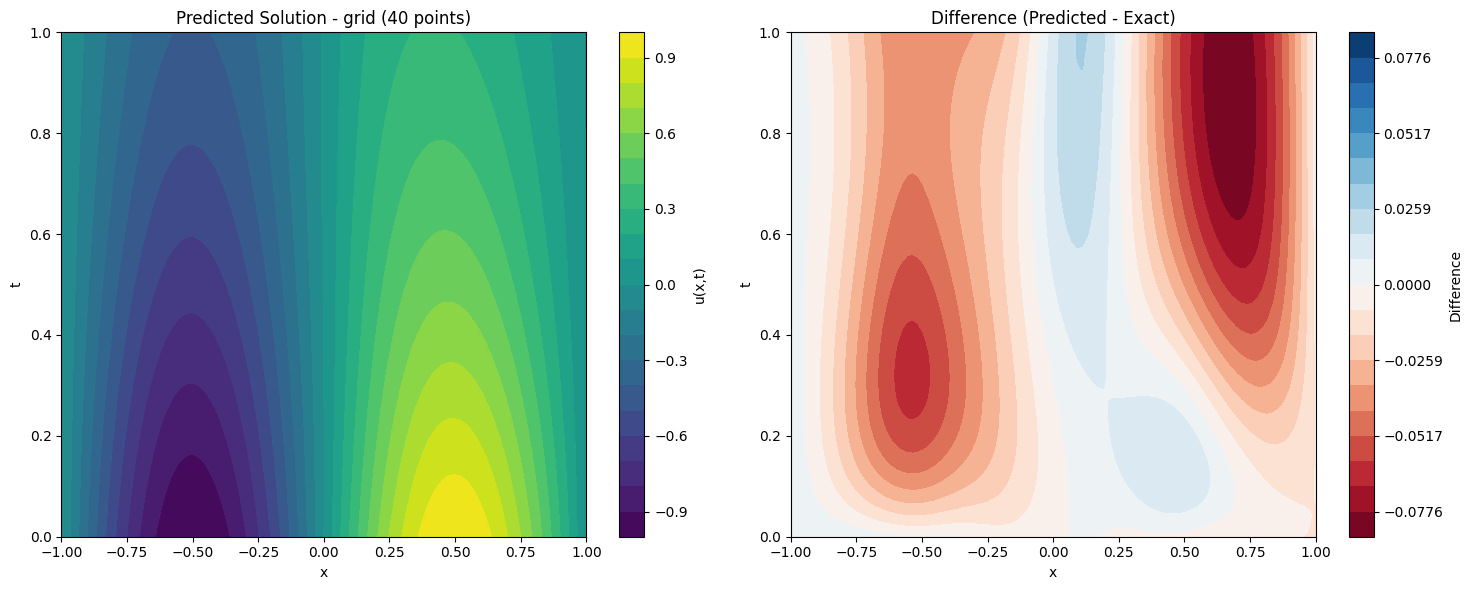 Predicted Solution - grid (40 points)
1.0
0.8
0.6
0.4
0.2
0.0
t
−1.00 −0.75 −0.50 −0.25 0.00 0.25 0.50 0.75 1.00
x
0.9
0.6
0.3
0.0
−0.3
−0.6
−0.9
u(x,t)
Difference (Predicted - Exact)
1.0
0.8
0.6
0.4
0.2
0.0
t
−1.00 −0.75 −0.50 −0.25 0.00 0.25 0.50 0.75 1.00
x
0.0776
0.0517
0.0259
0.0000
−0.0259
−0.0517
−0.0776
Difference